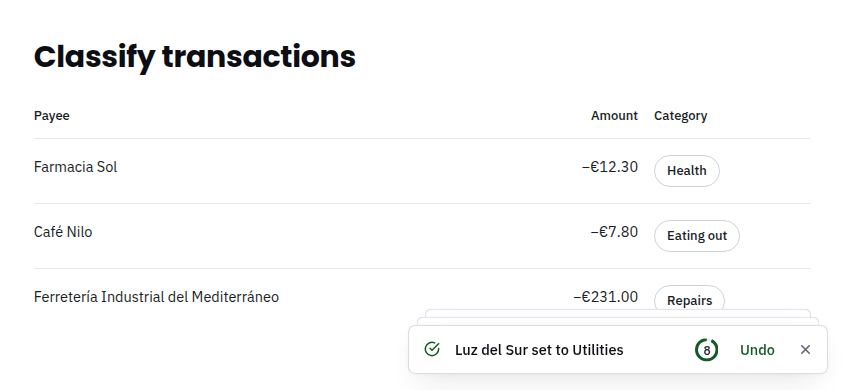 Classify transactions
Payee Amount Category
Farmacia Sol −€12.30 Health
Café Nilo −€7.80 Eating out
Ferretería Industrial del Mediterráneo −€231.00 Repairs
Luz del Sur set to Utilities 8 Undo